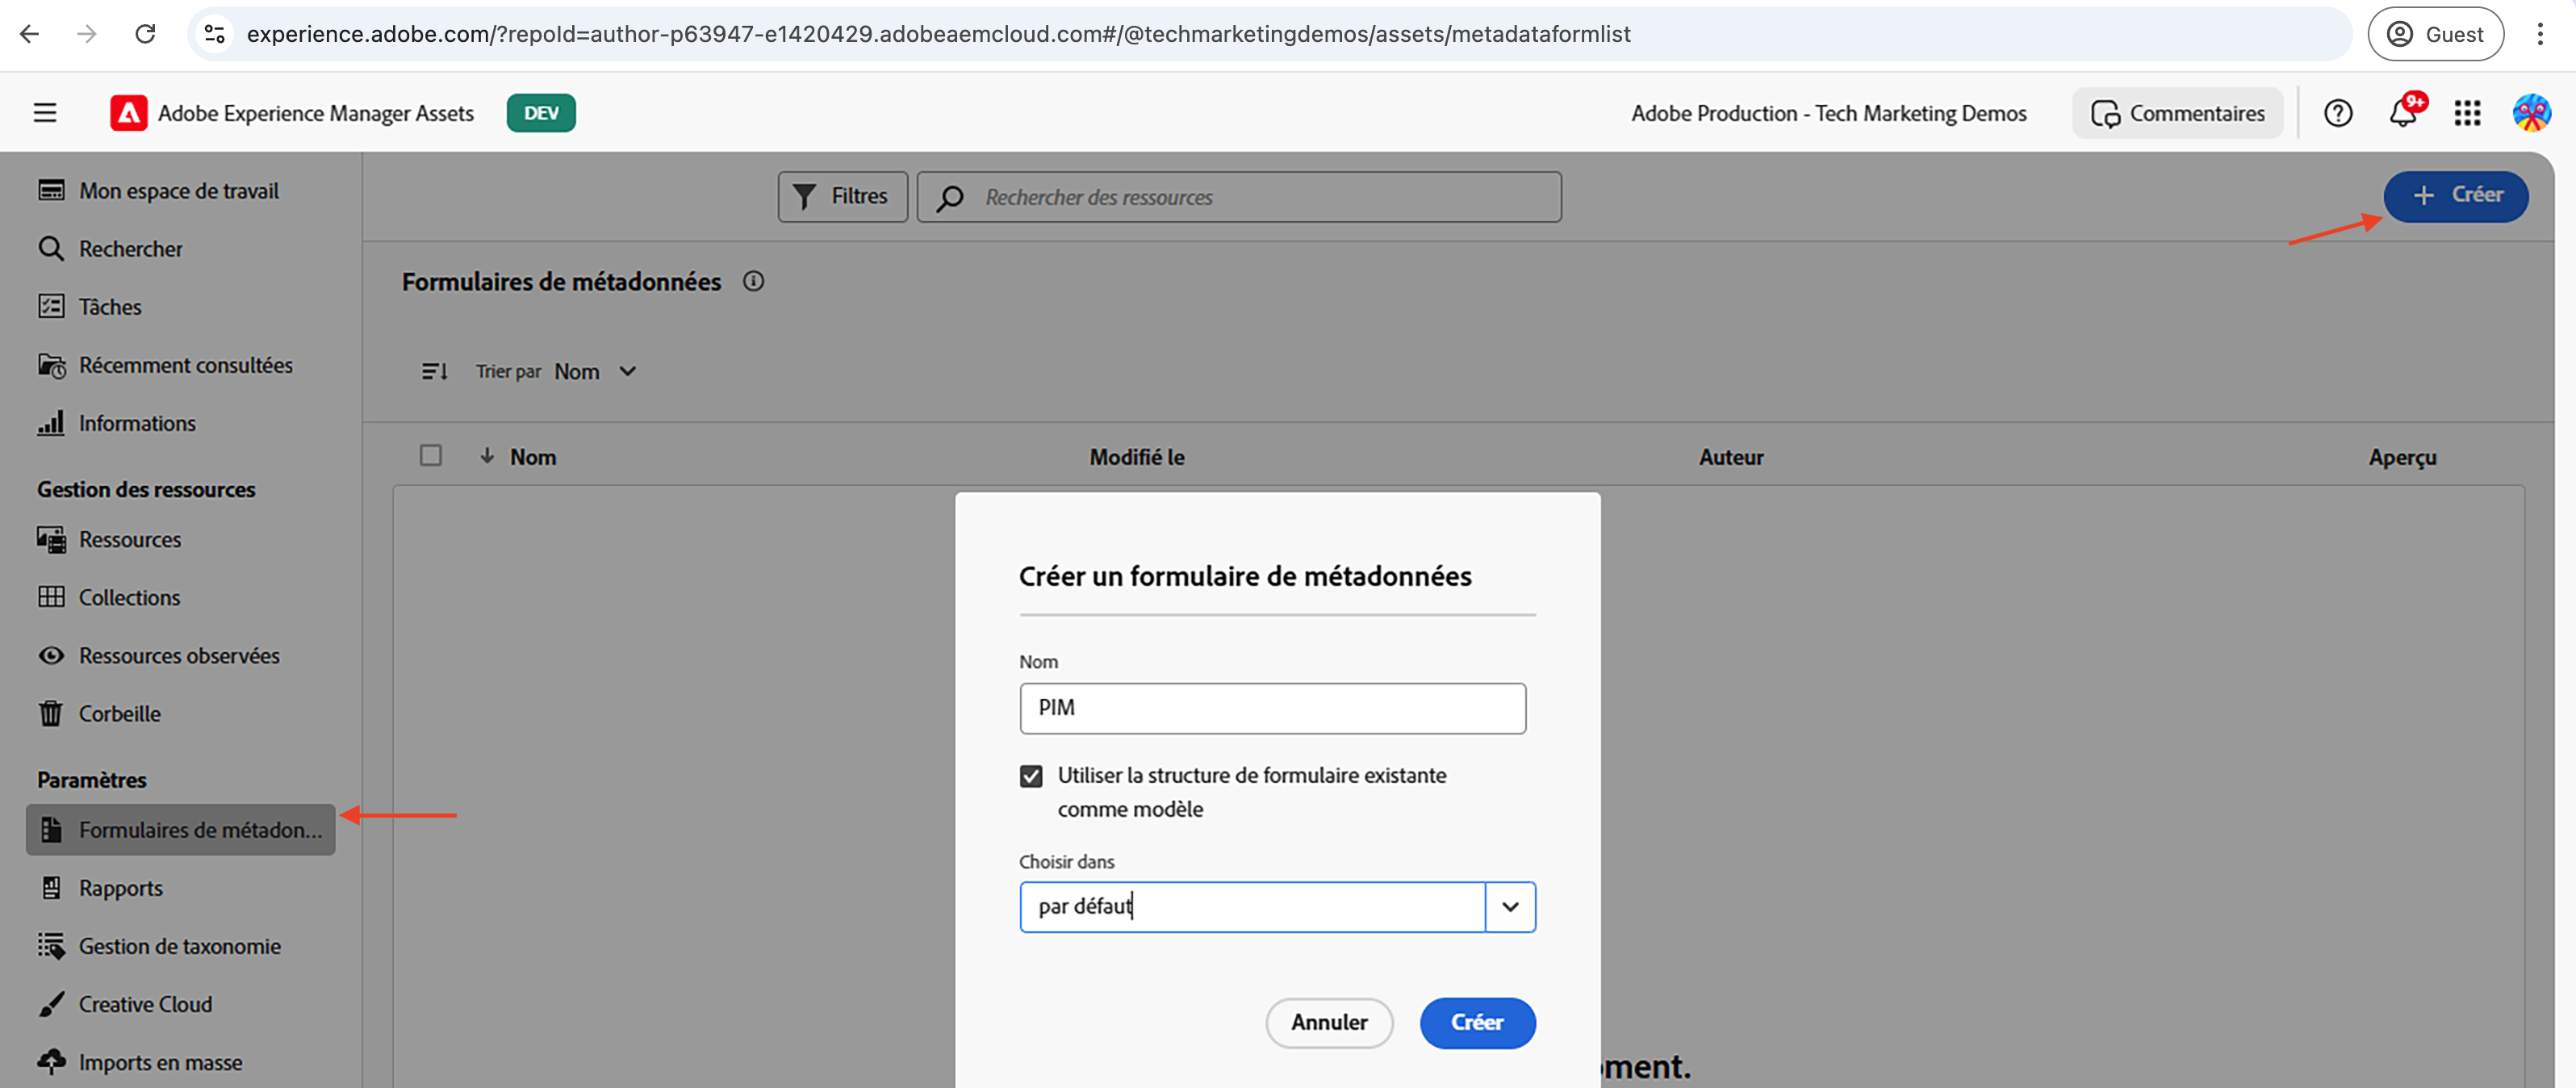 experience.adobe.com/?repoId=author-p63947-e1420429.adobeaemcloud.com#/@techmarketingdemos/assets/metadataformlist
Guest
Adobe Experience Manager Assets
DEV
Adobe Production - Tech Marketing Demos
Commentaires
9+
Mon espace de travail
Rechercher
Tâches
Récemment consultées
Informations
Gestion des ressources
Ressources
Collections
Ressources observées
Corbeille
Paramètres
Formulaires de métadon...
Rapports
Gestion de taxonomie
Creative Cloud
Imports en masse
Filtres
Rechercher des ressources
Créer
Formulaires de métadonnées
Trier par Nom
Nom
Modifié le
Auteur
Aperçu
Créer un formulaire de métadonnées
Nom
PIM
Utiliser la structure de formulaire existante
comme modèle
Choisir dans
par défaut
Annuler
Créer
ment.